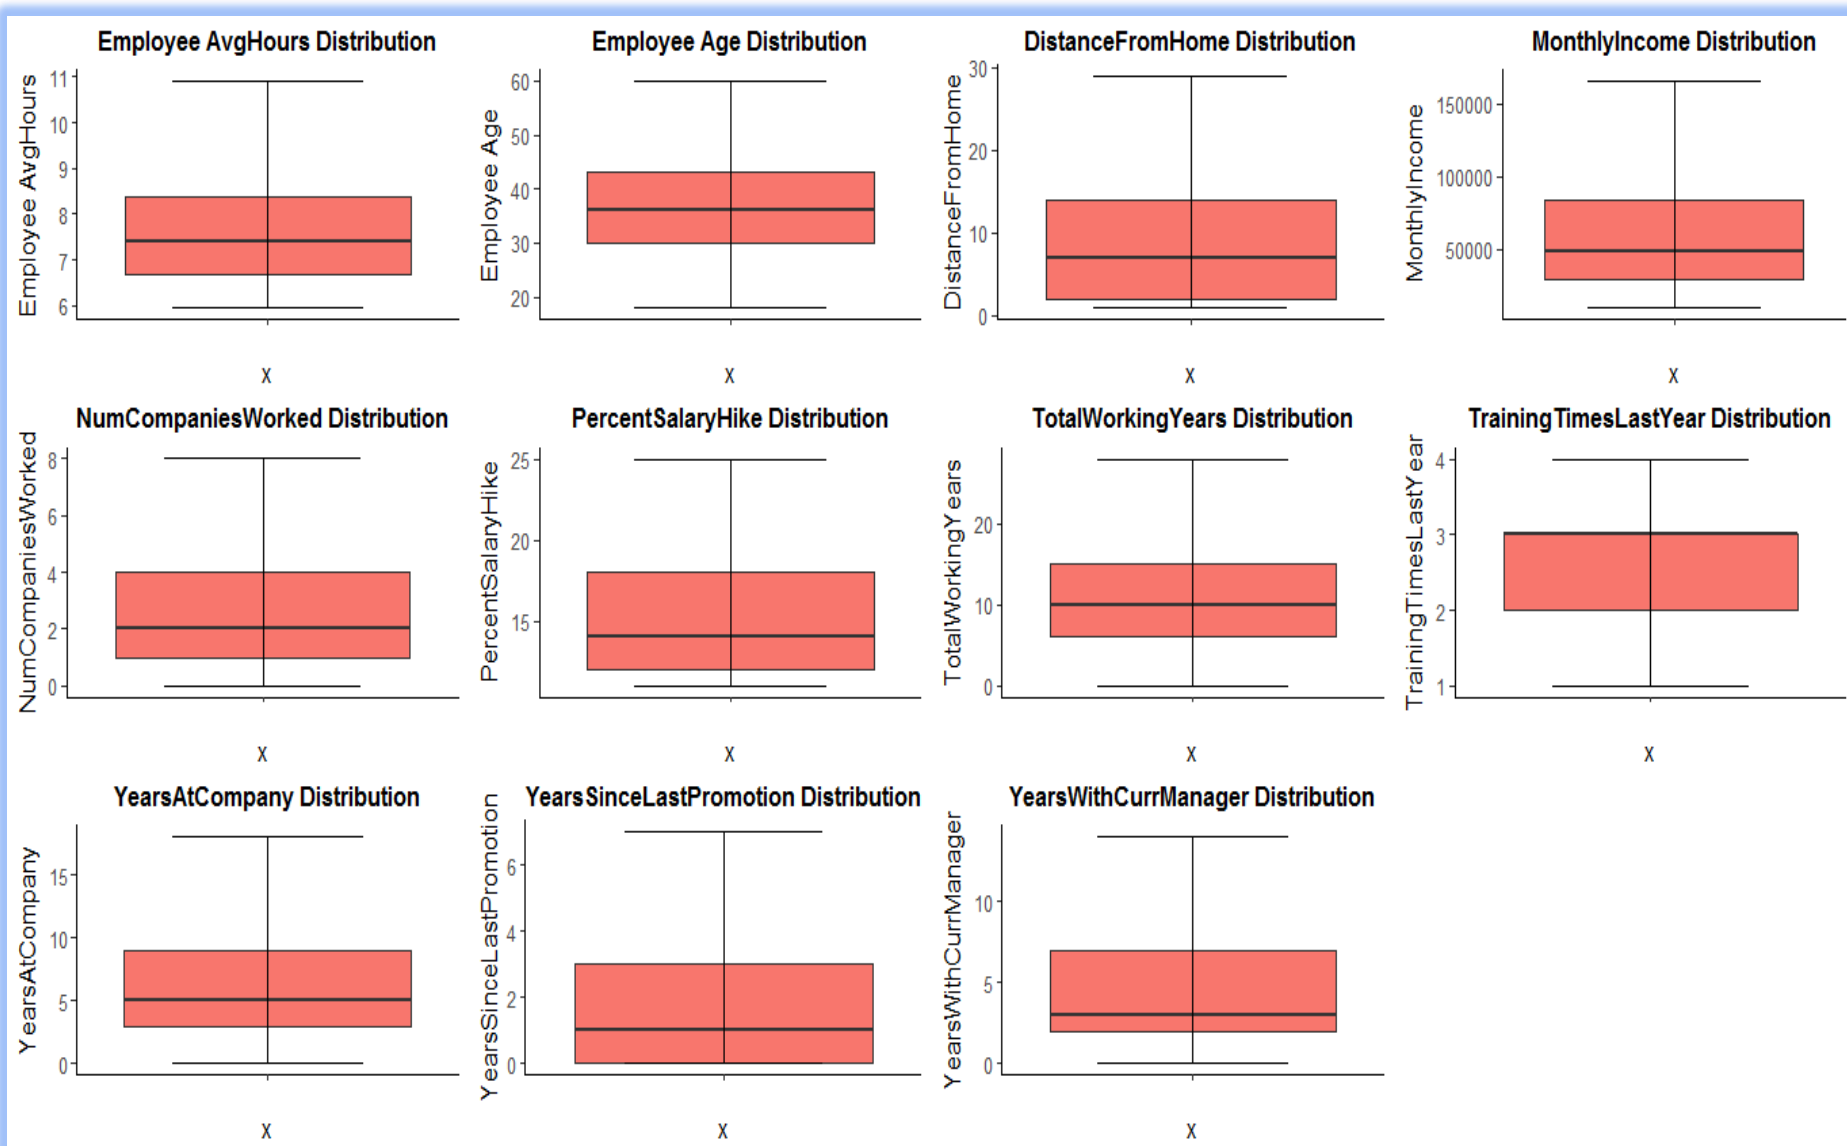 Employee AvgHours Distribution
Employee AvgHours
11
10
9
8
7
6
X
Employee Age Distribution
Employee Age
60
50
40
30
20
X
DistanceFromHome Distribution
DistanceFromHome
30
20
10
0
X
MonthlyIncome Distribution
MonthlyIncome
150000
100000
50000
X
NumCompaniesWorked Distribution
NumCompaniesWorked
8
6
4
2
0
X
PercentSalaryHike Distribution
PercentSalaryHike
25
20
15
X
TotalWorkingYears Distribution
TotalWorkingYears
20
10
0
X
TrainingTimesLastYear Distribution
TrainingTimesLastYear
4
3
2
1
X
YearsAtCompany Distribution
YearsAtCompany
15
10
5
0
X
YearsSinceLastPromotion Distribution
YearsSinceLastPromotion
6
4
2
0
X
YearsWithCurrManager Distribution
YearsWithCurrManager
10
5
0
X